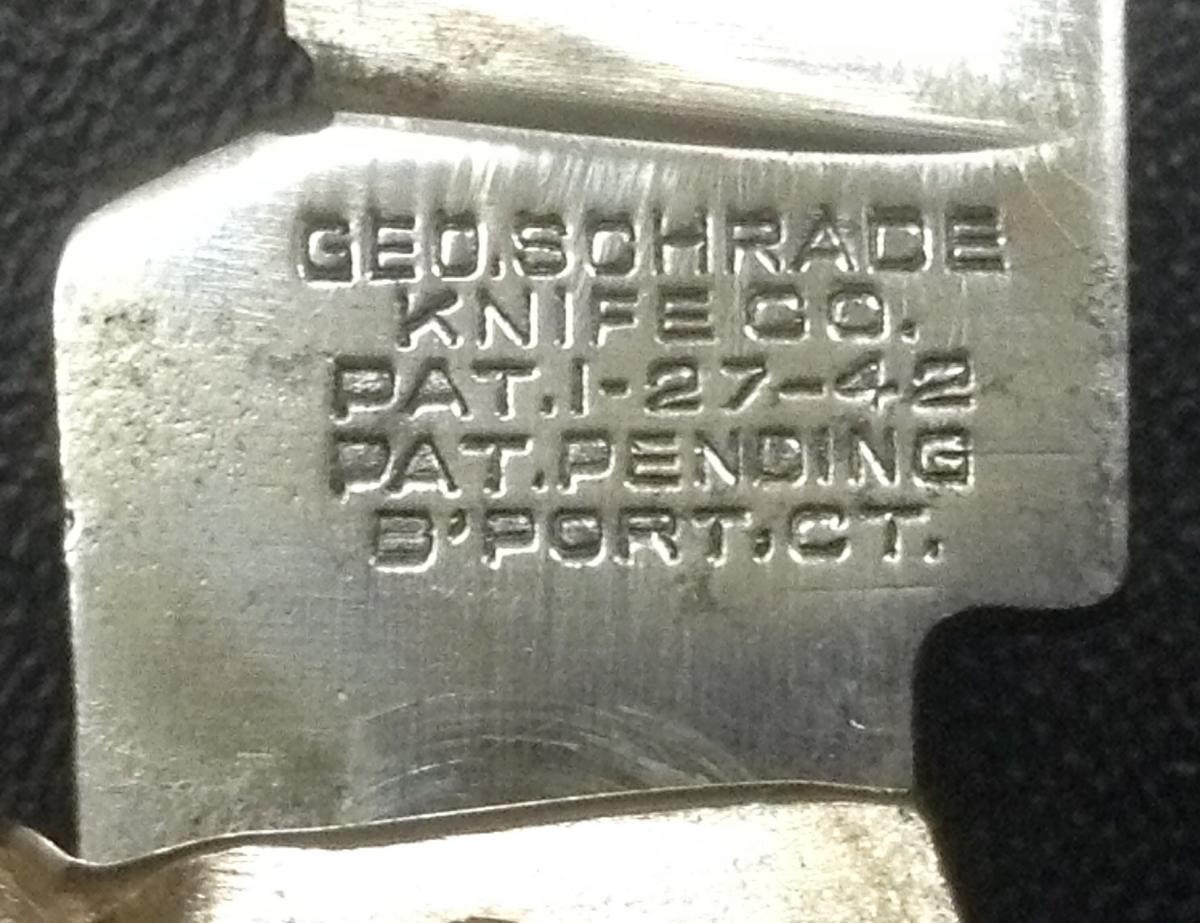 GEO.SCHRADE
KNIFE CO.
PAT.1-27-42
PAT.PENDING
B'PORT,CT.